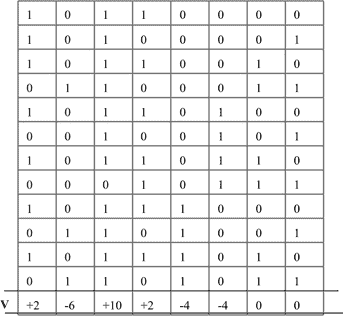 1 0 1 1 0 0 0 0
1 0 1 0 0 0 0 1
1 0 1 1 0 0 1 0
0 1 1 0 0 0 1 1
1 0 1 1 0 1 0 0
0 0 1 0 0 1 0 1
1 0 1 1 0 1 1 0
0 0 0 1 0 1 1 1
1 0 1 1 1 0 0 0
0 1 1 0 1 0 0 1
1 0 1 1 1 0 1 0
0 1 1 0 1 0 1 1
V +2 -6 +10 +2 -4 -4 0 0